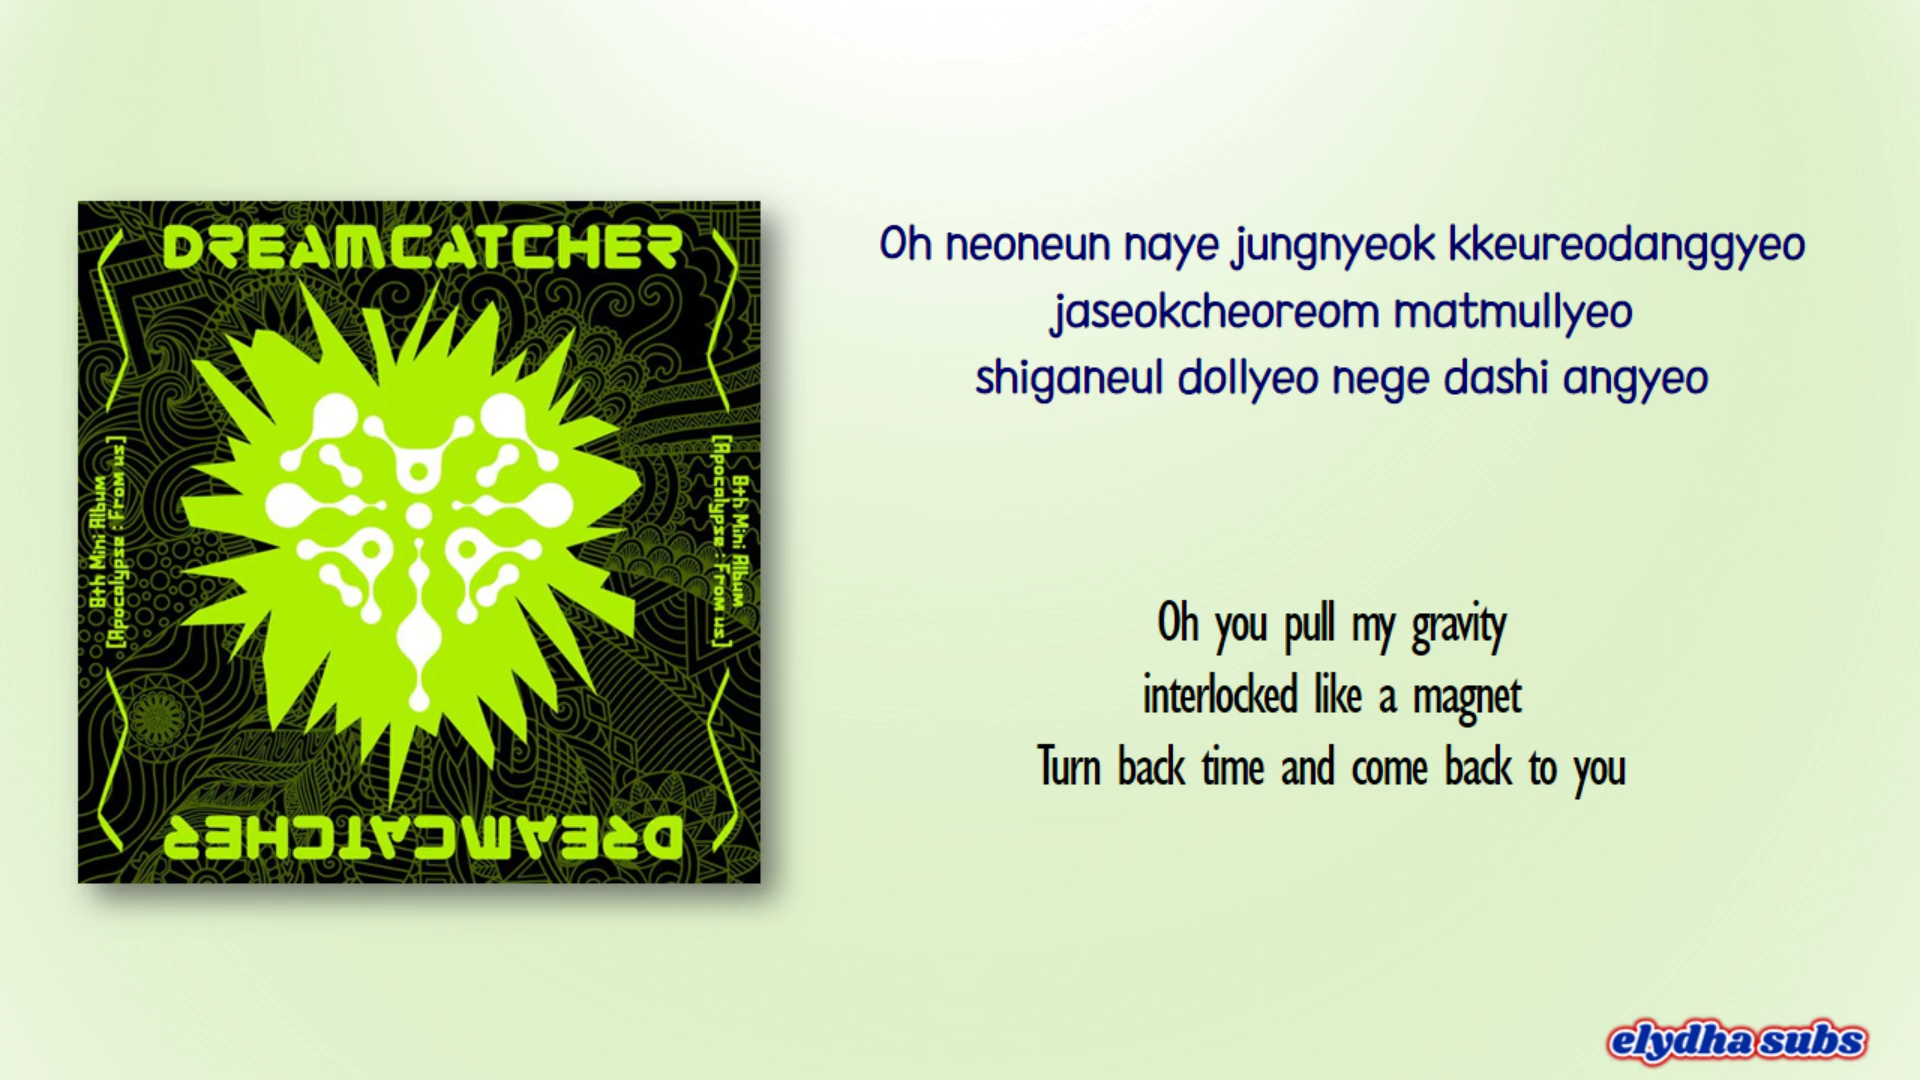 DREAMCATCHER
8th Mini Album
[Apocalypse : From us]
8th Mini Album
[Apocalypse : From us]
DREAMCATCHER
Oh neoneun naye jungnyeok kkeureodanggyeo
jaseokcheoreom matmullyeo
shiganeul dollyeo nege dashi angyeo
Oh you pull my gravity
interlocked like a magnet
Turn back time and come back to you
elydha subs